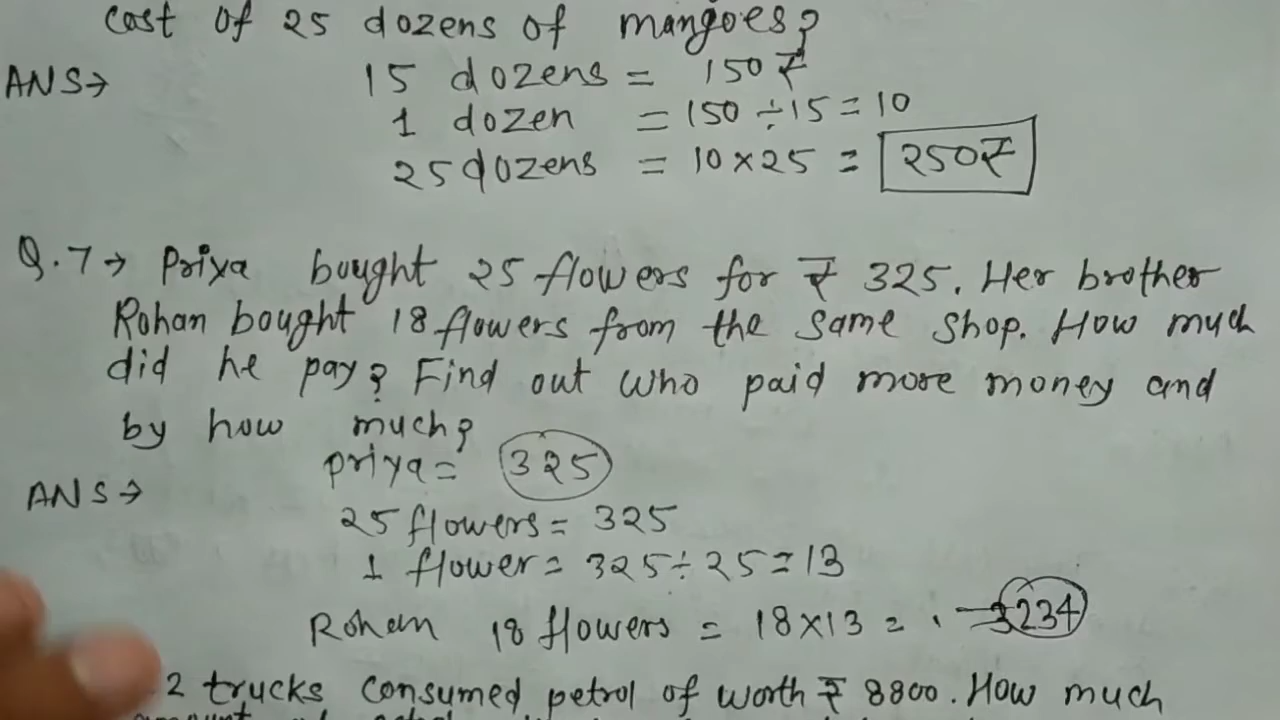 cost of 25 dozens of mangoes?
ANS→ 15 dozens = 150₹
1 dozen = 150 ÷ 15 = 10
25 dozens = 10×25 = 250₹
Q.7→ Priya bought 25 flowers for ₹ 325. Her brother
Rohan bought 18 flowers from the same shop. How much
did he pay? Find out who paid more money and
by how much?
ANS→ priya = 325
25 flowers = 325
1 flower = 325÷25=13
Rohan 18 flowers = 18×13 = 234
2 trucks consumed petrol of worth ₹ 8800. How much